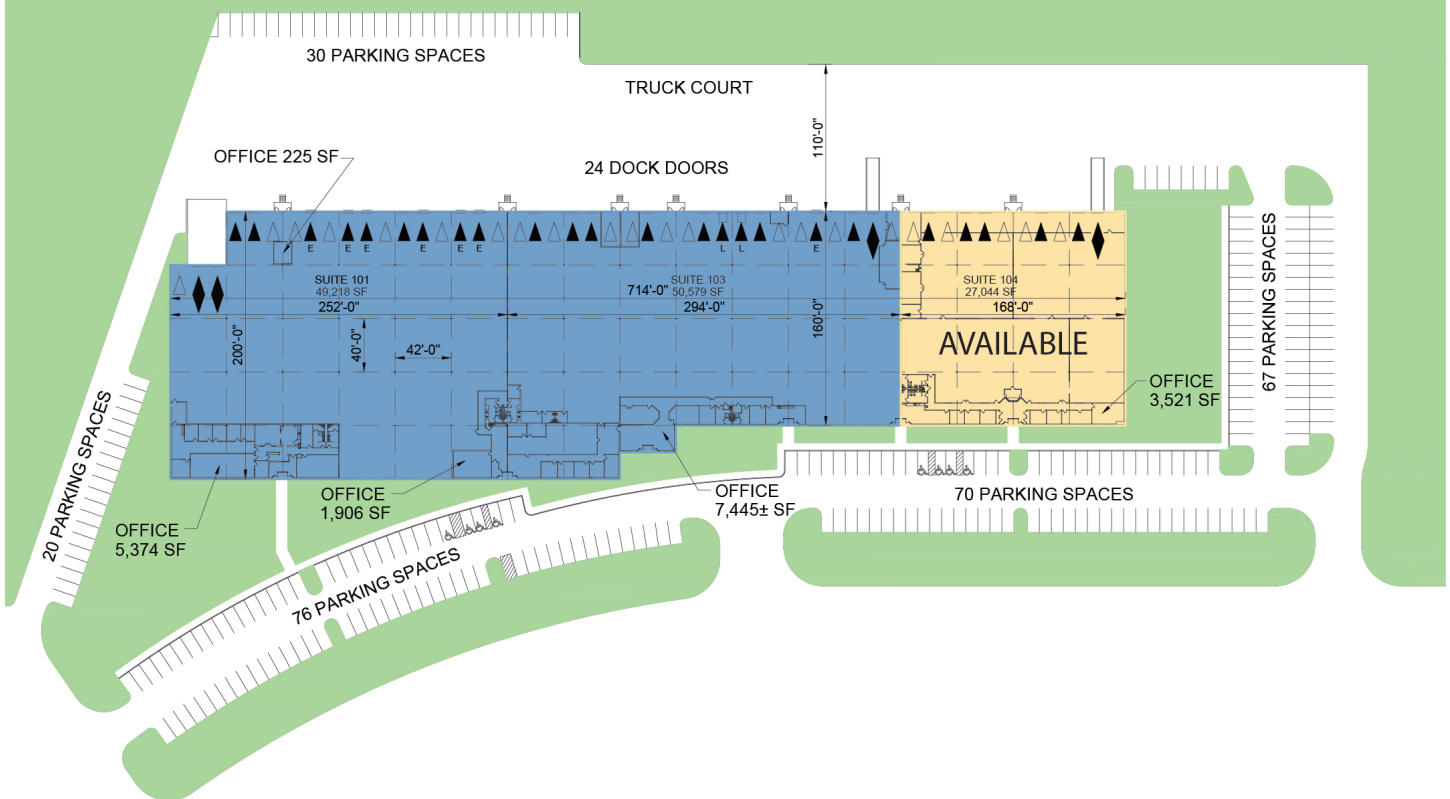 30 PARKING SPACES
TRUCK COURT
110'-0"
OFFICE 225 SF
24 DOCK DOORS
E
E
E
E
E
E
L
L
E
SUITE 101
49,218 SF
252'-0"
714'-0"
SUITE 103
50,579 SF
294'-0"
SUITE 104
27,044 SF
168'-0"
200'-0"
40'-0"
42'-0"
160'-0"
AVAILABLE
OFFICE
3,521 SF
67 PARKING SPACES
20 PARKING SPACES
OFFICE
5,374 SF
OFFICE
1,906 SF
OFFICE
7,445± SF
70 PARKING SPACES
76 PARKING SPACES